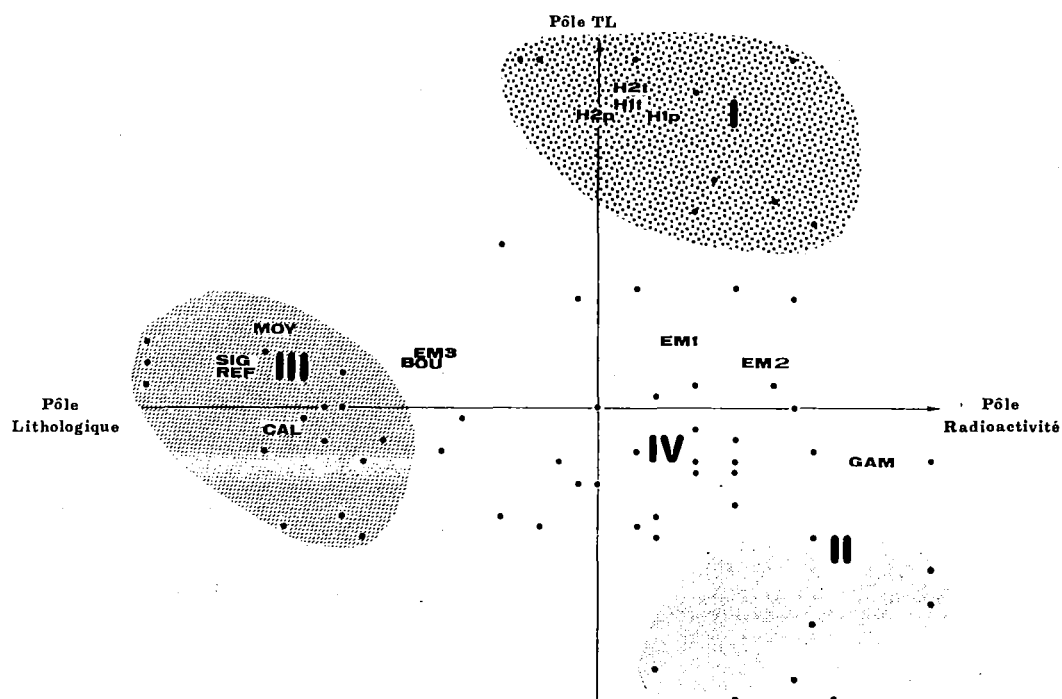 Pôle TL
H2t
H1t
H2p H1p
I
MOY
SIG
REF
III
EM3
BOU
EM1
EM2
Pôle
Lithologique
Pôle
Radioactivité
CAL
IV
GAM
II